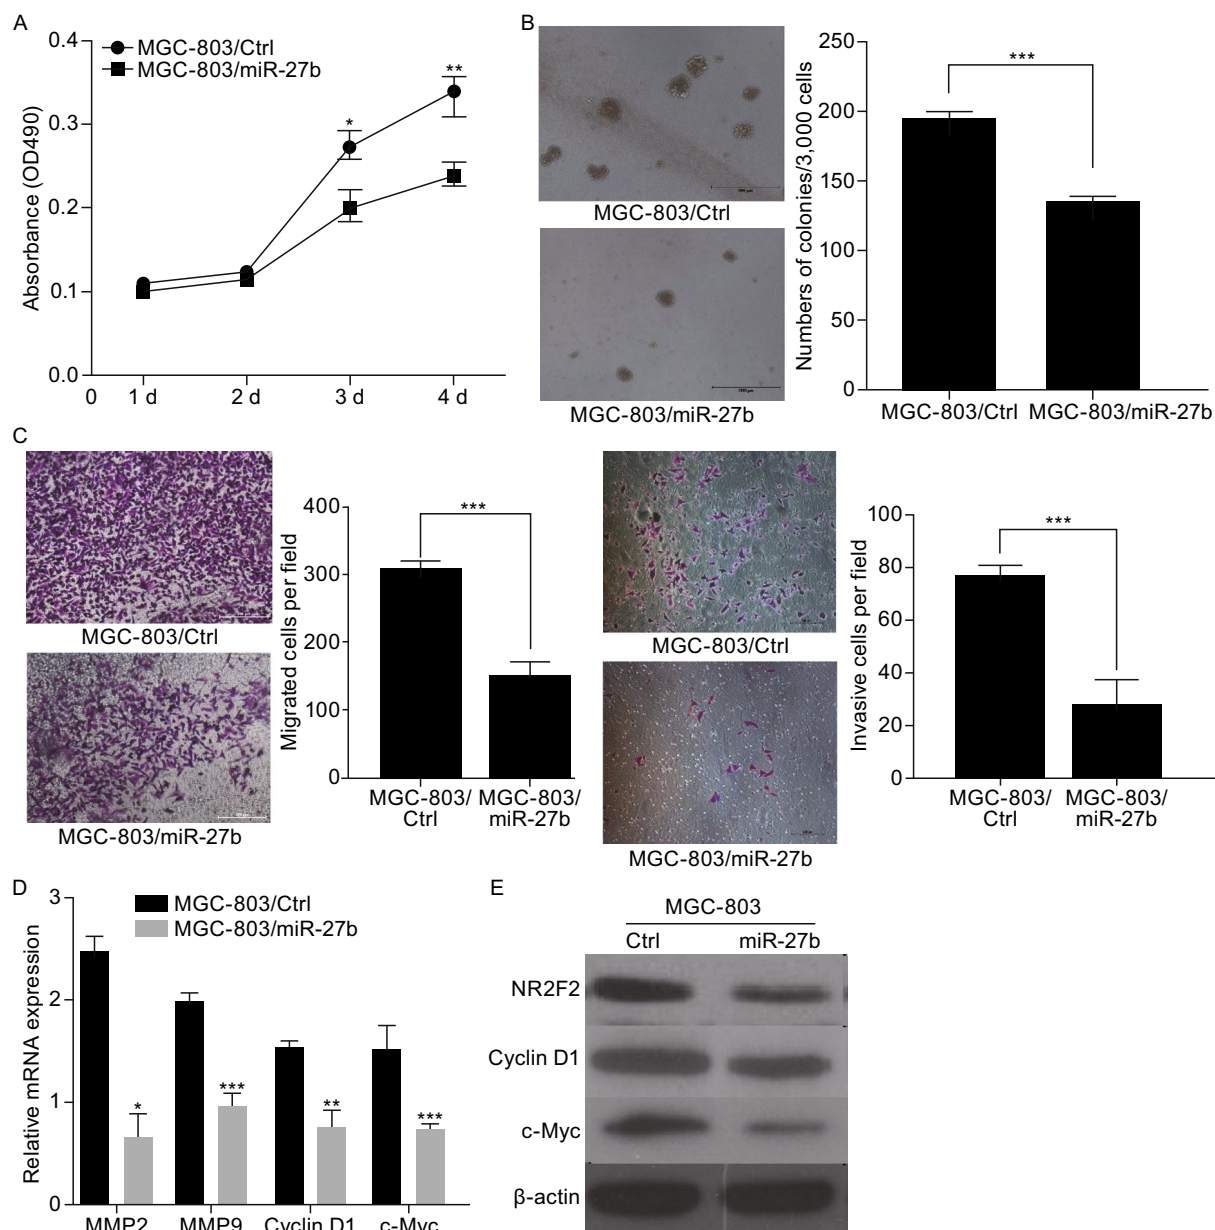 A
0.4
0.3
0.2
0.1
0.0
Absorbance (OD490)
MGC-803/Ctrl
MGC-803/miR-27b
*
**
0
1 d
2 d
3 d
4 d
B
MGC-803/Ctrl
MGC-803/miR-27b
Numbers of colonies/3,000 cells
250
200
150
100
50
0
***
MGC-803/Ctrl
MGC-803/miR-27b
C
MGC-803/Ctrl
MGC-803/miR-27b
Migrated cells per field
400
300
200
100
0
***
MGC-803/
Ctrl
MGC-803/
miR-27b
MGC-803/Ctrl
MGC-803/miR-27b
Invasive cells per field
100
80
60
40
20
0
***
MGC-803/
Ctrl
MGC-803/
miR-27b
D
Relative mRNA expression
3
2
1
0
MGC-803/Ctrl
MGC-803/miR-27b
*
***
**
***
MMP2
MMP9
Cyclin D1
c-Myc
E
MGC-803
Ctrl
miR-27b
NR2F2
Cyclin D1
c-Myc
β-actin